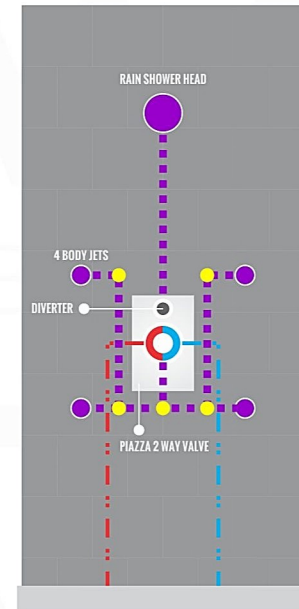 RAIN SHOWER HEAD
4 BODY JETS
DIVERTER
PIAZZA 2 WAY VALVE